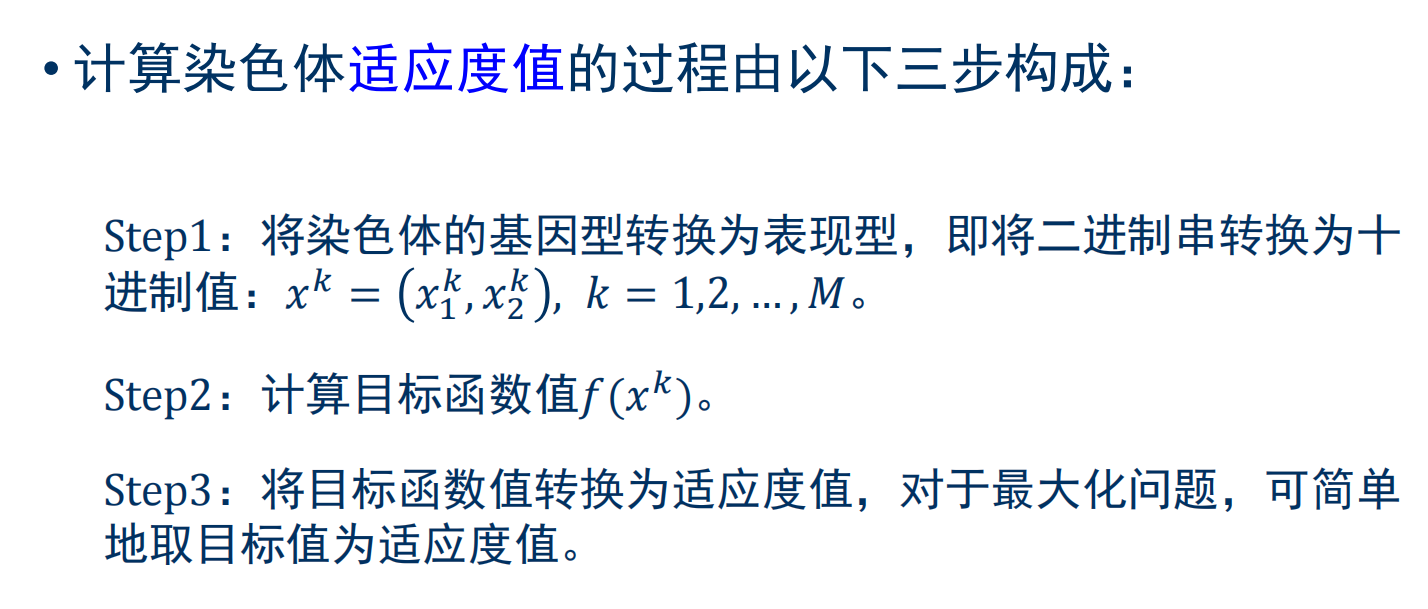 • 计算染色体适应度值的过程由以下三步构成：
Step1：将染色体的基因型转换为表现型，即将二进制串转换为十
进制值：$x^k = (x_1^k, x_2^k),\ k = 1,2,\ldots,M$。
Step2：计算目标函数值$f(x^k)$。
Step3：将目标函数值转换为适应度值，对于最大化问题，可简单
地取目标值为适应度值。